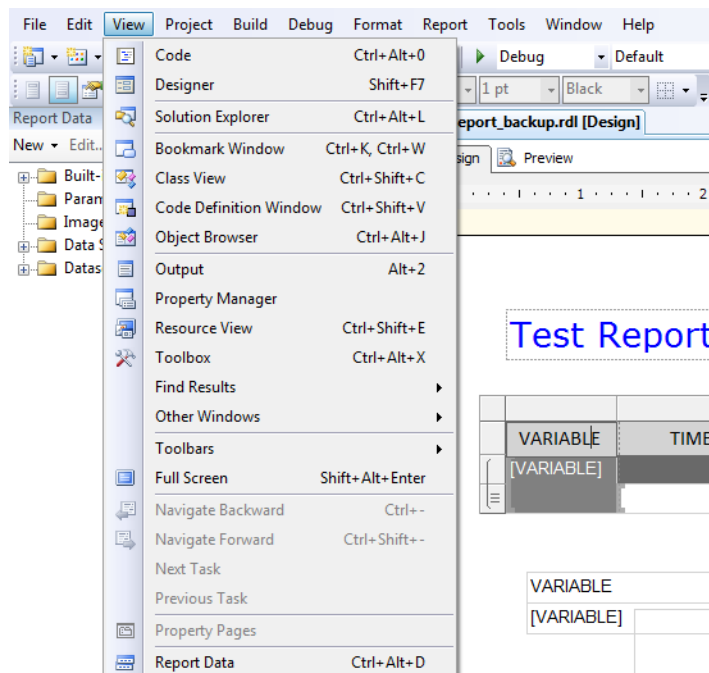 File Edit View Project Build Debug Format Report Tools Window Help
Debug Default
1 pt Black
Report Data
New Edit..
Built-
Param
Image
Data S
Datas
Code Ctrl+Alt+0
Designer Shift+F7
Solution Explorer Ctrl+Alt+L
Bookmark Window Ctrl+K, Ctrl+W
Class View Ctrl+Shift+C
Code Definition Window Ctrl+Shift+V
Object Browser Ctrl+Alt+J
Output Alt+2
Property Manager
Resource View Ctrl+Shift+E
Toolbox Ctrl+Alt+X
Find Results
Other Windows
Toolbars
Full Screen Shift+Alt+Enter
Navigate Backward Ctrl+-
Navigate Forward Ctrl+Shift+-
Next Task
Previous Task
Property Pages
Report Data Ctrl+Alt+D
eport_backup.rdl [Design]
sign Preview
1 2
Test Report
VARIABLE TIME
[VARIABLE]
VARIABLE
[VARIABLE]